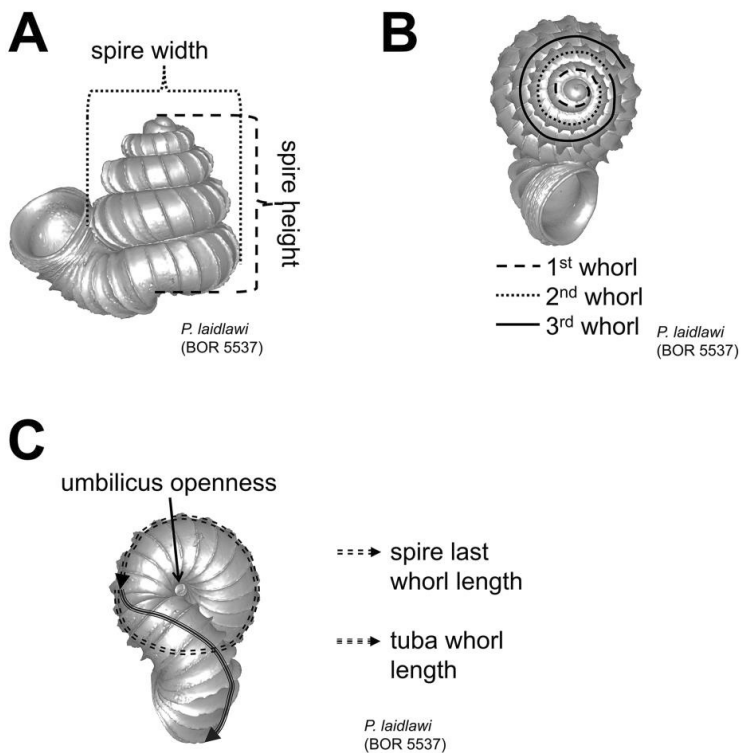 A
spire width
spire height
P. laidlawi
(BOR 5537)
B
1st whorl
2nd whorl
3rd whorl
P. laidlawi
(BOR 5537)
C
umbilicus openness
spire last
whorl length
tuba whorl
length
P. laidlawi
(BOR 5537)